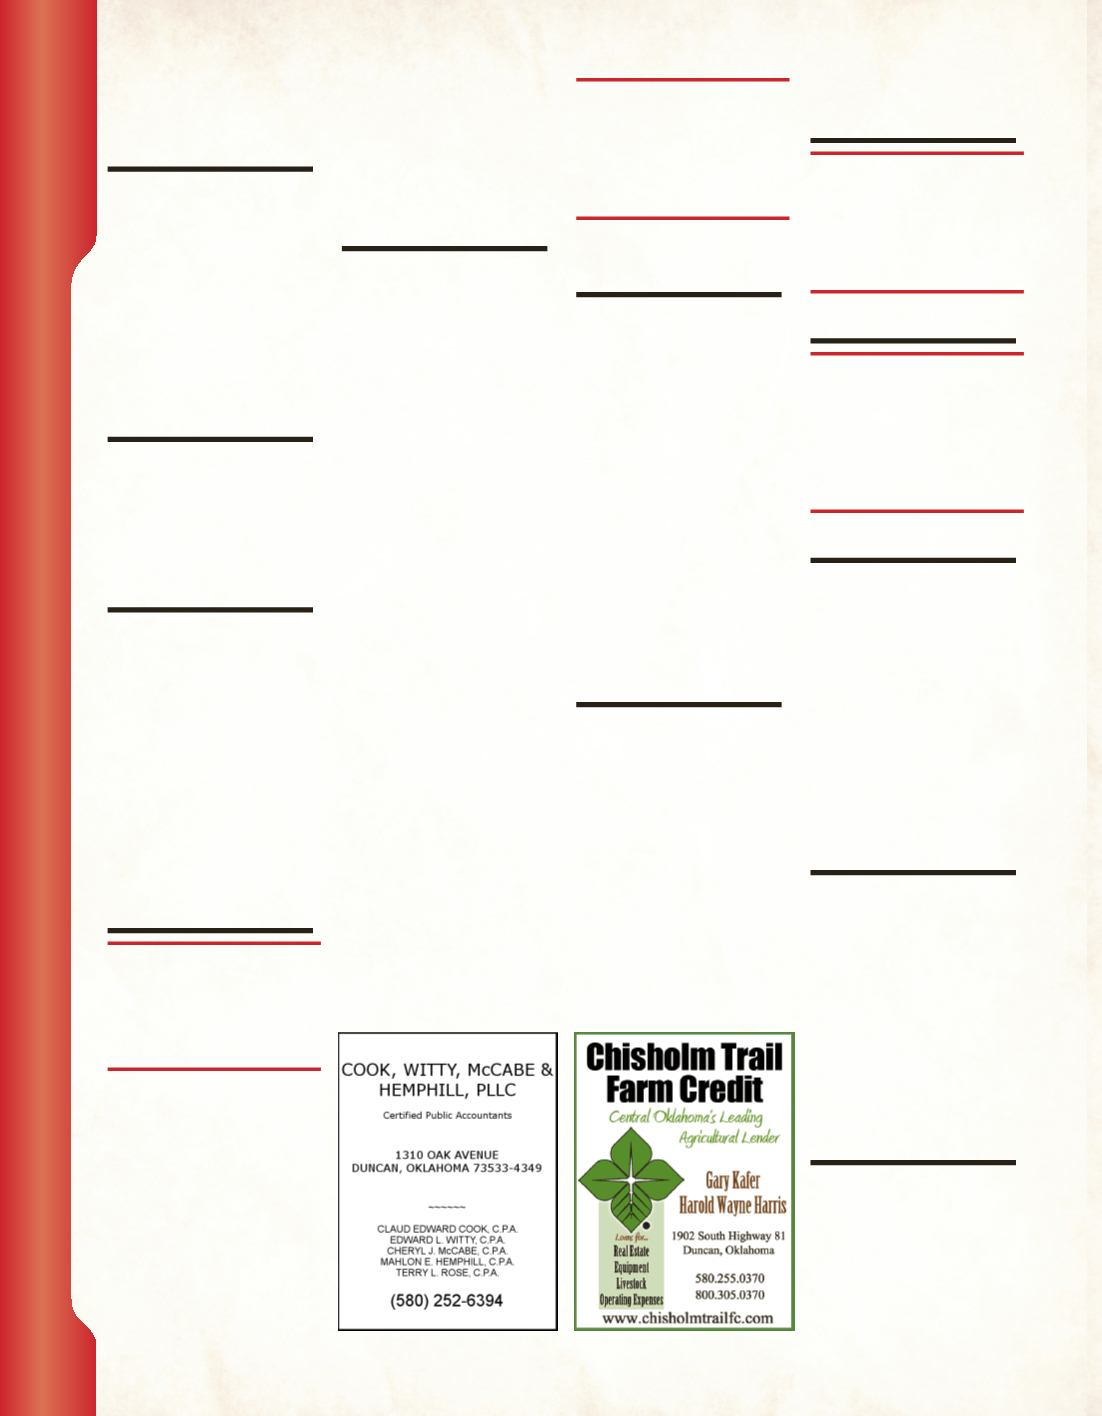 COOK, WITTY, McCABE &
HEMPHILL, PLLC
Certified Public Accountants
1310 OAK AVENUE
DUNCAN, OKLAHOMA 73533-4349
~~~~~~
CLAUD EDWARD COOK, C.P.A.
EDWARD L. WITTY, C.P.A.
CHERYL J. McCABE, C.P.A.
MAHLON E. HEMPHILL, C.P.A.
TERRY L. ROSE, C.P.A.
(580) 252-6394
Chisholm Trail
Farm Credit
Central Oklahoma's Leading
Agricultural Lender
Gary Kafer
Harold Wayne Harris
Loans for...
Real Estate
Equipment
Livestock
Operating Expenses
1902 South Highway 81
Duncan, Oklahoma
580.255.0370
800.305.0370
www.chisholmtrailfc.com